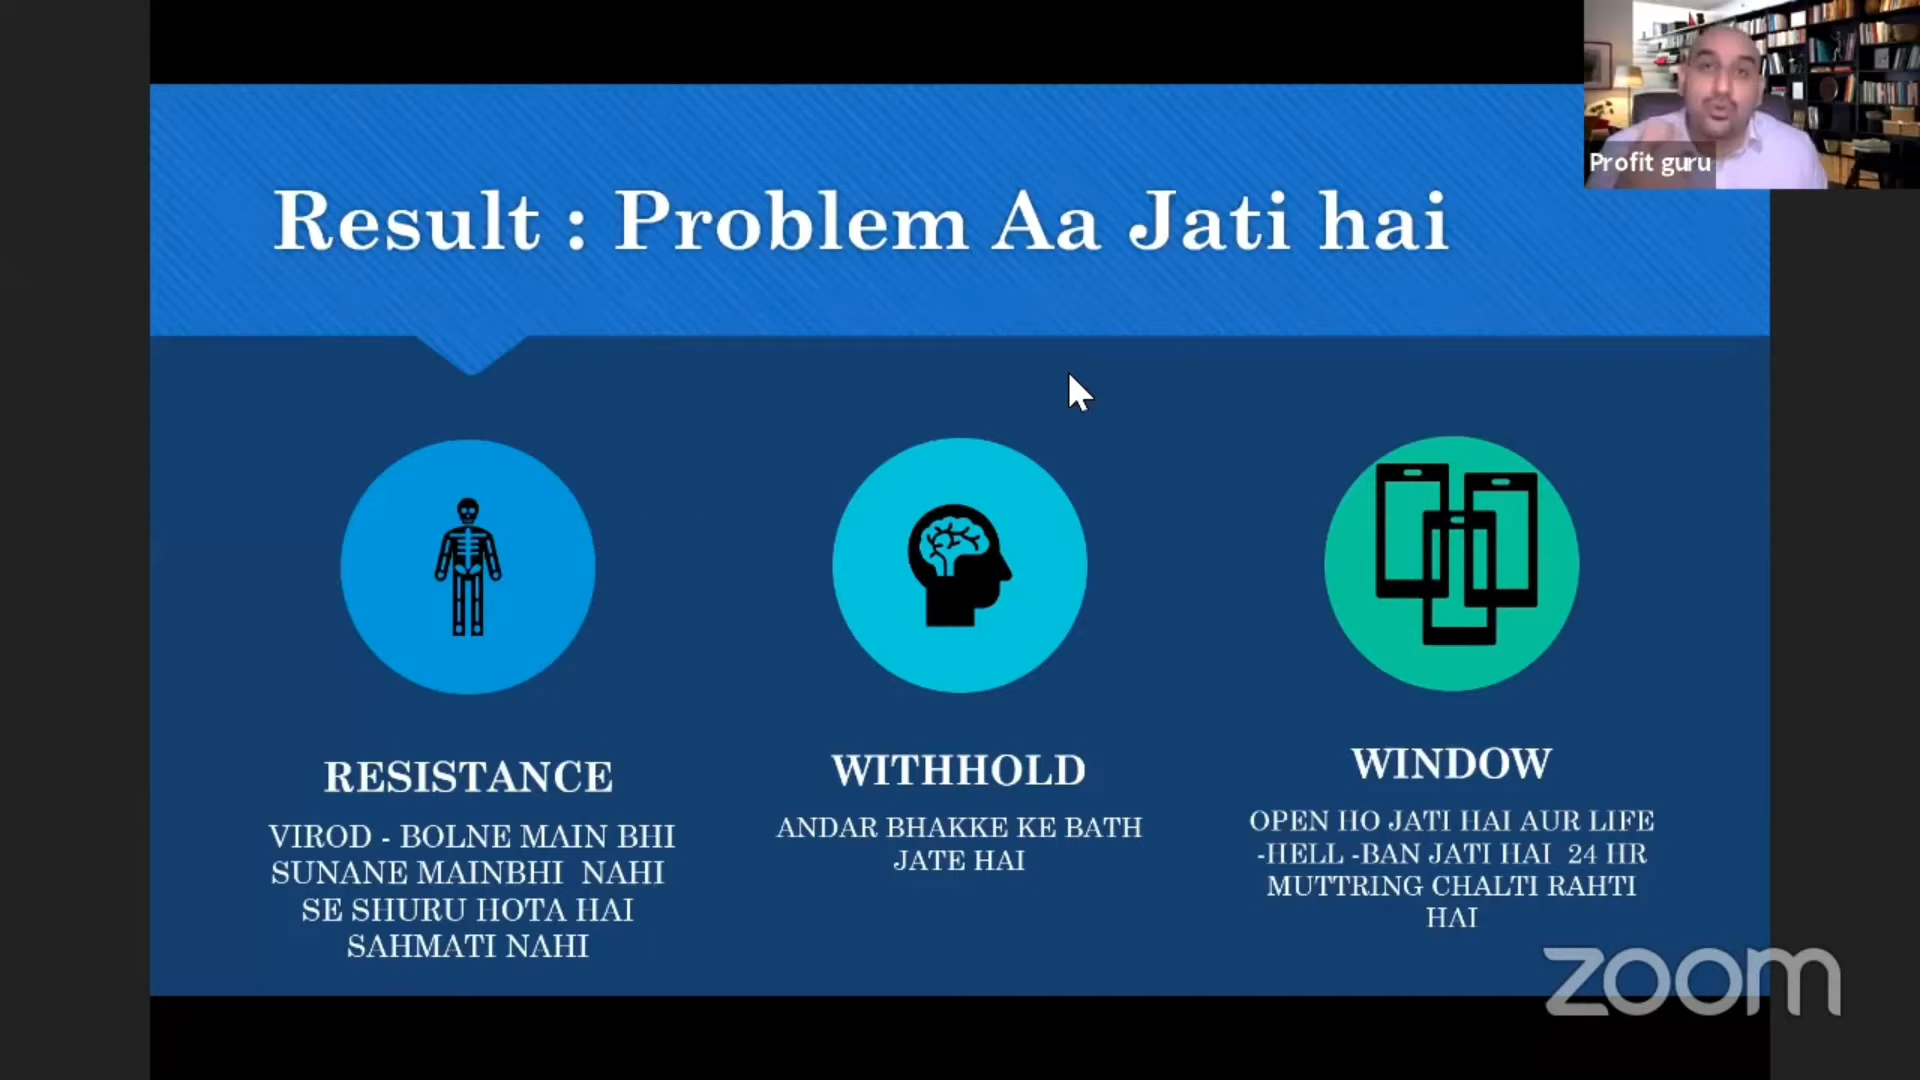 Profit guru
Result : Problem Aa Jati hai
RESISTANCE
VIROD - BOLNE MAIN BHI
SUNANE MAINBHI NAHI
SE SHURU HOTA HAI
SAHMATI NAHI
WITHHOLD
ANDAR BHAKKE KE BATH
JATE HAI
WINDOW
OPEN HO JATI HAI AUR LIFE
-HELL -BAN JATI HAI 24 HR
MUTTRING CHALTI RAHTI
HAI
zoom